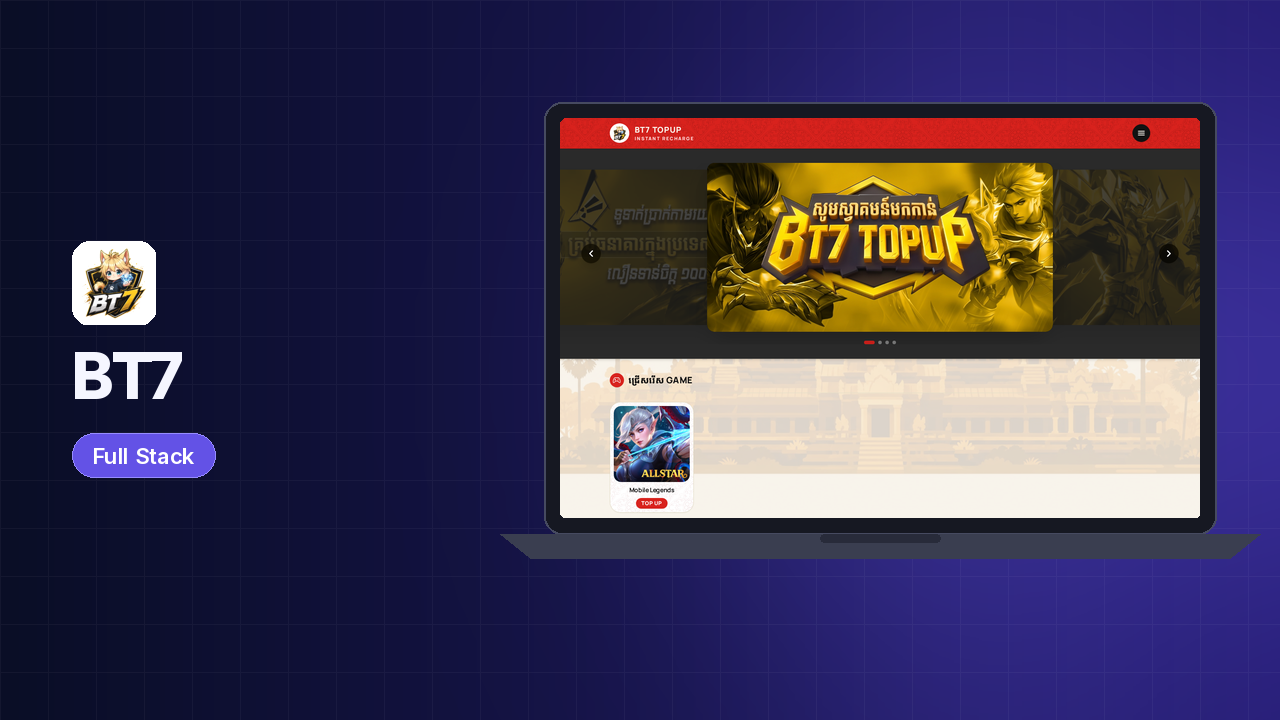 BT7
BT7
Full Stack
BT7 TOPUP
INSTANT RECHARGE
សូមស្វាគមន៍មកកាន់
BT7 TOPUP
ជ្រើសរើស GAME
ALLSTAR
Mobile Legends
TOP UP